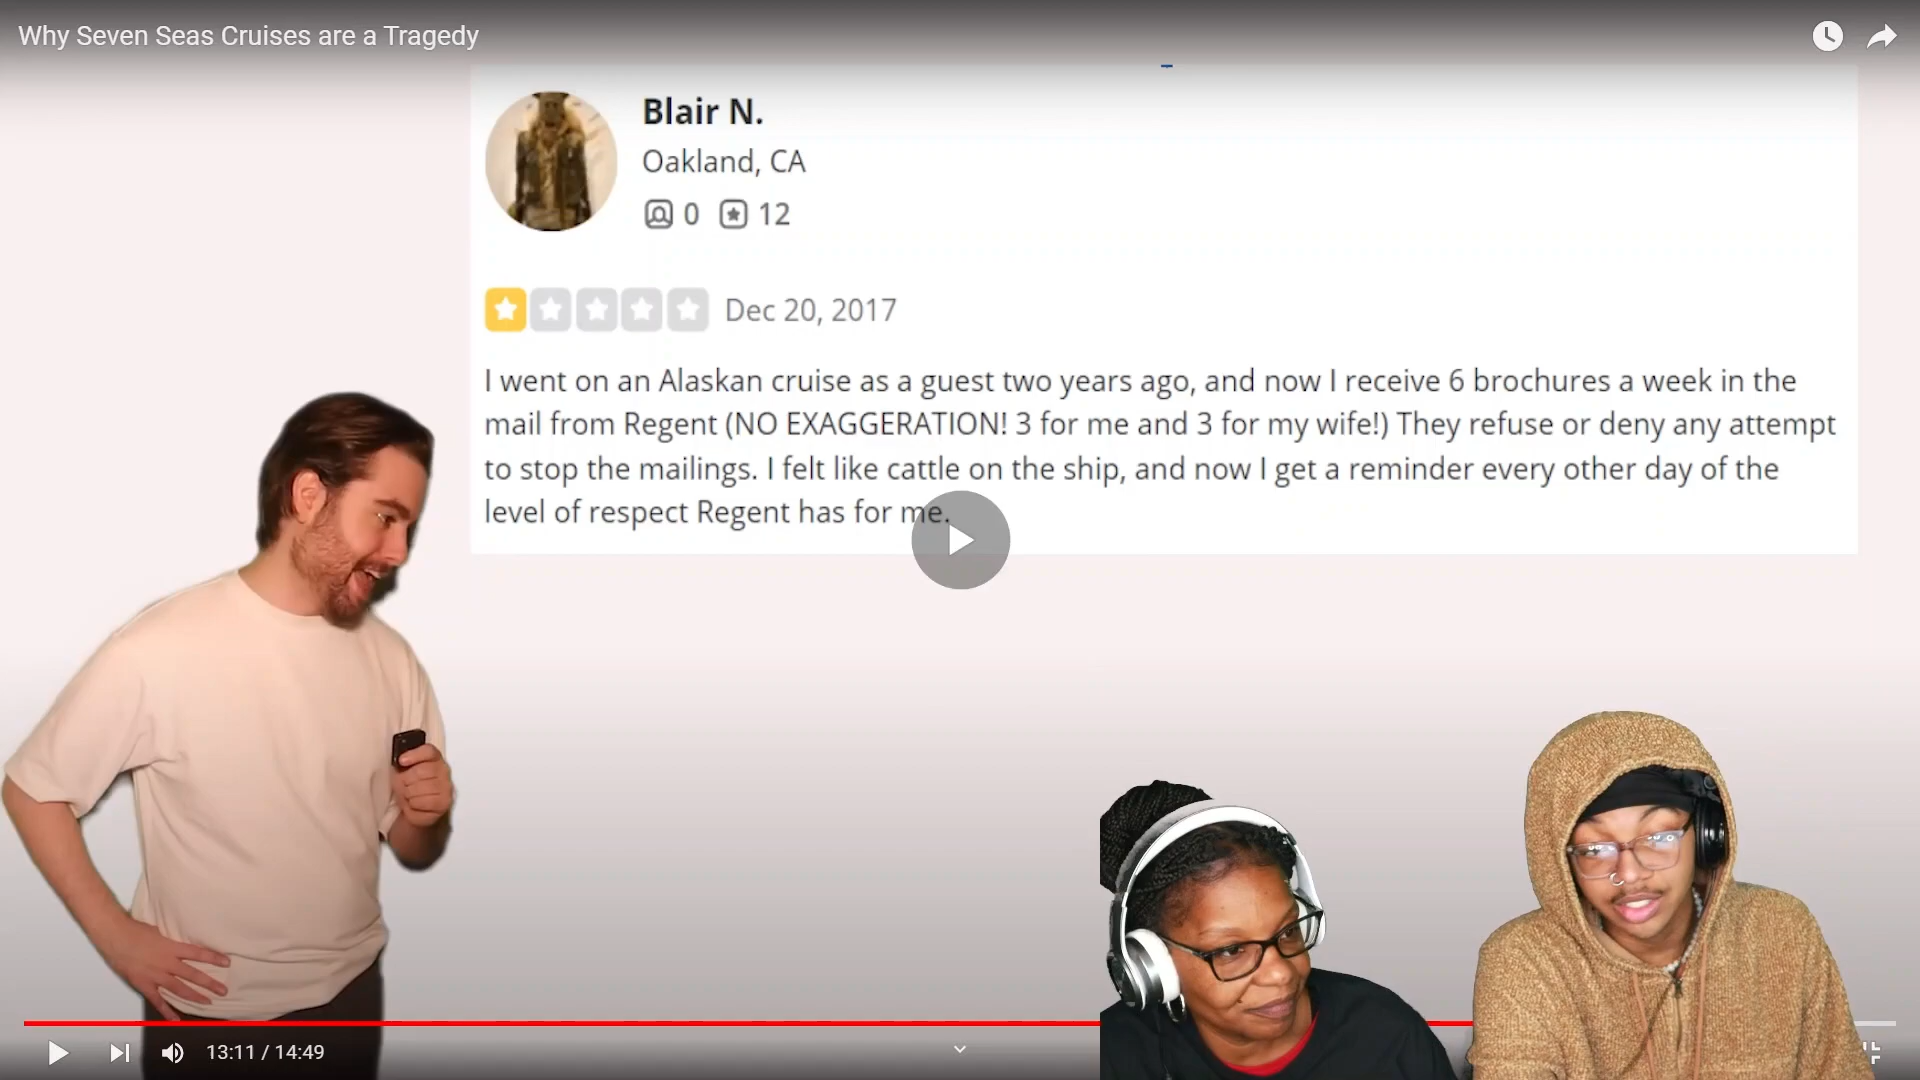 Why Seven Seas Cruises are a Tragedy
Blair N.
Oakland, CA
0 12
Dec 20, 2017
I went on an Alaskan cruise as a guest two years ago, and now I receive 6 brochures a week in the
mail from Regent (NO EXAGGERATION! 3 for me and 3 for my wife!) They refuse or deny any attempt
to stop the mailings. I felt like cattle on the ship, and now I get a reminder every other day of the
level of respect Regent has for me.
13:11 / 14:49